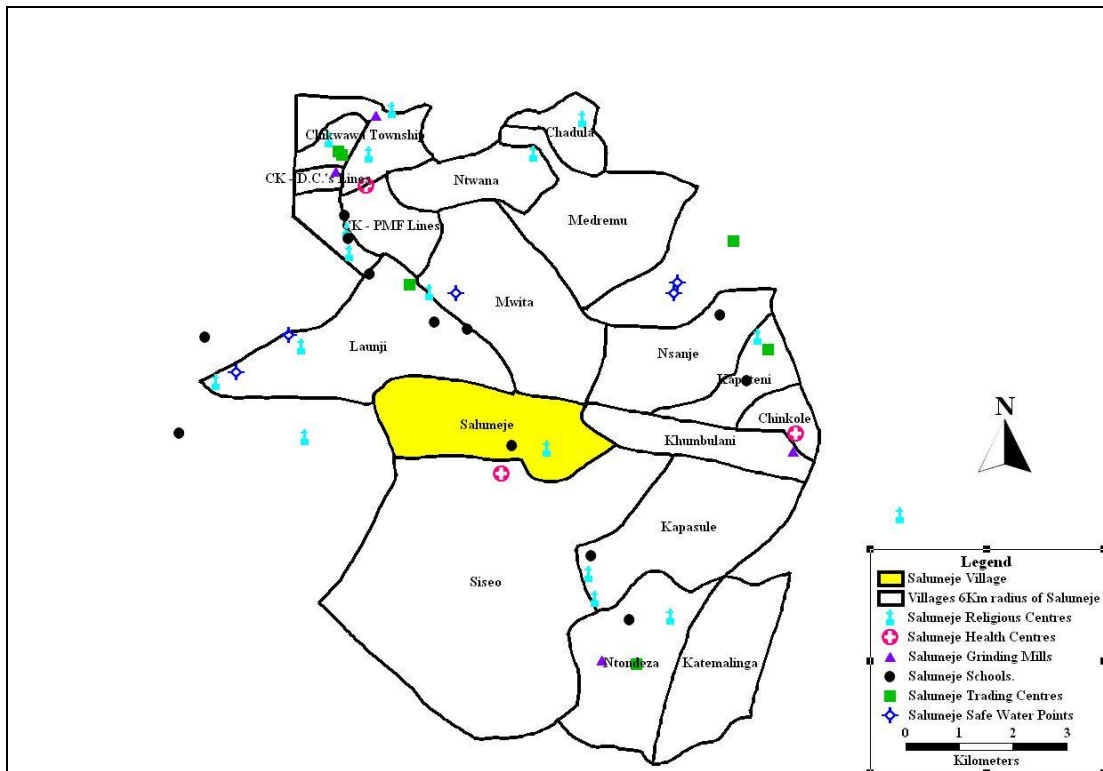 Chadula
Chikwawa Township
CK - D.C.'s Lines
Ntwana
Medremu
CK - PMF Lines
Mwita
Launji
Nsanje
Kapateni
Chinkole
Salumeje
Khumbulani
N
Kapasule
Siseo
Ntondeza
Katemalinga
Legend
Salumeje Village
Villages 6Km radius of Salumeje
Salumeje Religious Centres
Salumeje Health Centres
Salumeje Grinding Mills
Salumeje Schools.
Salumeje Trading Centres
Salumeje Safe Water Points
0 1 2 3
Kilometers